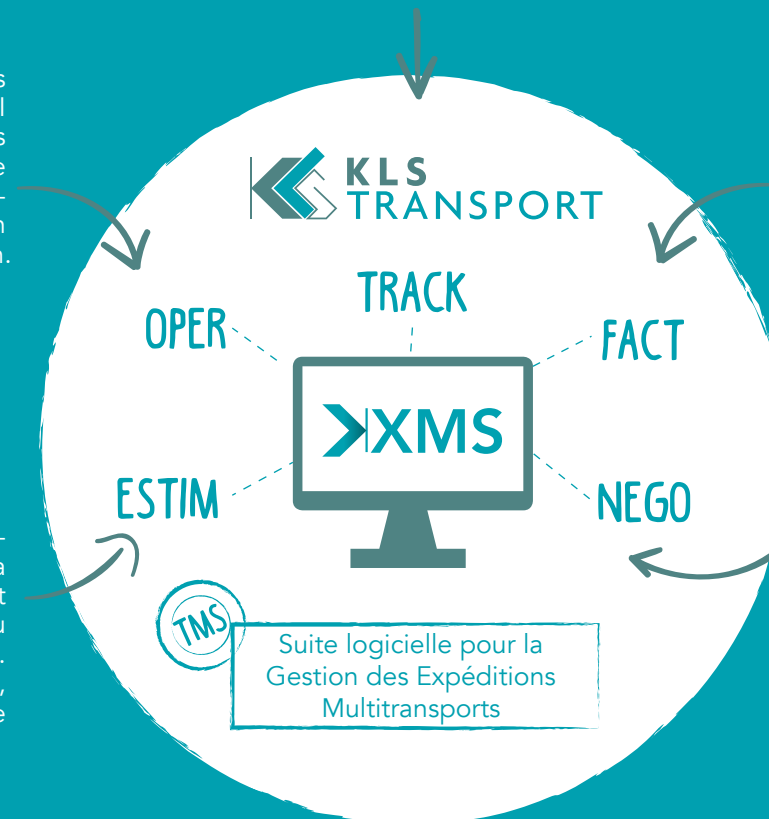 KLS
TRANSPORT
TRACK
OPER
FACT
XMS
ESTIM
NEGO
TMS
Suite logicielle pour la
Gestion des Expéditions
Multitransports